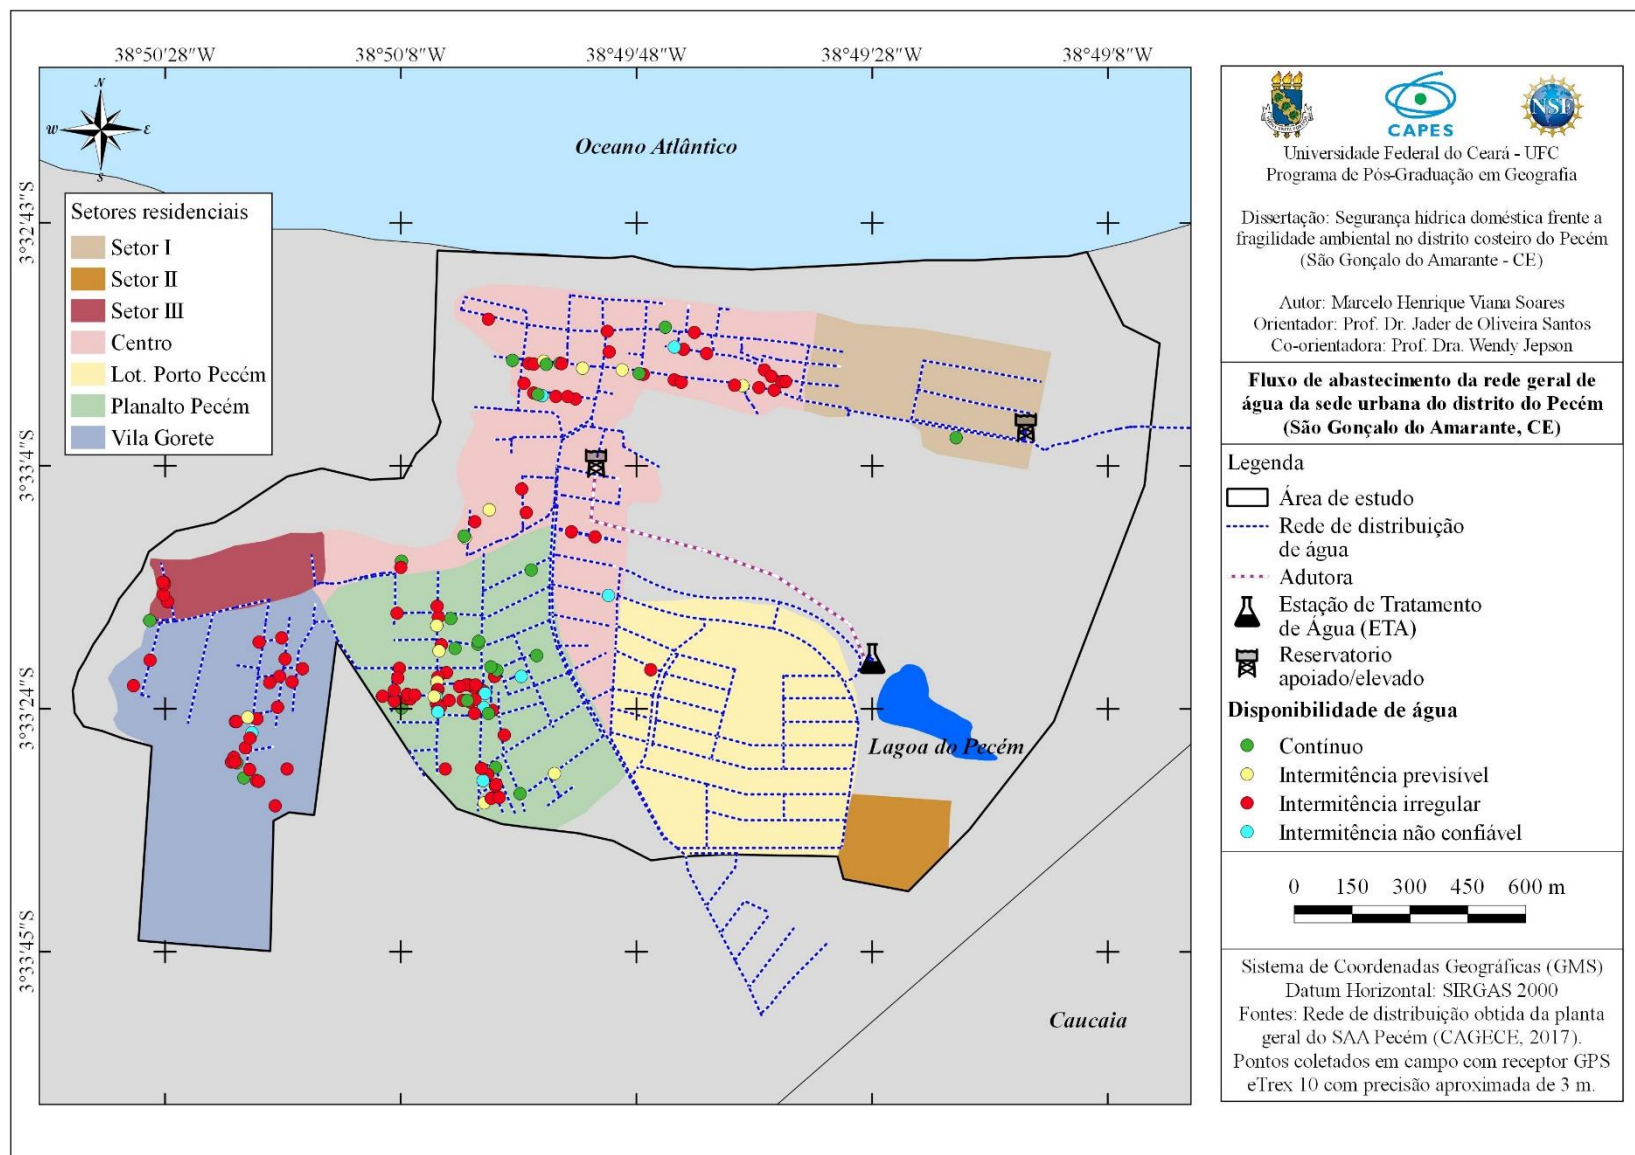 38°50'28"W
38°50'8"W
38°49'48"W
38°49'28"W
38°49'8"W
3°32'43"S
3°33'4"S
3°33'24"S
3°33'45"S
N
W
E
S
Oceano Atlântico
Setores residenciais
Setor I
Setor II
Setor III
Centro
Lot. Porto Pecém
Planalto Pecém
Vila Gorete
Lagoa do Pecém
Caucaia
CAPES
NSF
Universidade Federal do Ceará - UFC
Programa de Pós-Graduação em Geografia
Dissertação: Segurança hídrica doméstica frente a
fragilidade ambiental no distrito costeiro do Pecém
(São Gonçalo do Amarante - CE)
Autor: Marcelo Henrique Viana Soares
Orientador: Prof. Dr. Jader de Oliveira Santos
Co-orientadora: Prof. Dra. Wendy Jepson
Fluxo de abastecimento da rede geral de
água da sede urbana do distrito do Pecém
(São Gonçalo do Amarante, CE)
Legenda
Área de estudo
Rede de distribuição
de água
Adutora
Estação de Tratamento
de Água (ETA)
Reservatorio
apoiado/elevado
Disponibilidade de água
Contínuo
Intermitência previsível
Intermitência irregular
Intermitência não confiável
0 150 300 450 600 m
Sistema de Coordenadas Geográficas (GMS)
Datum Horizontal: SIRGAS 2000
Fontes: Rede de distribuição obtida da planta
geral do SAA Pecém (CAGECE, 2017).
Pontos coletados em campo com receptor GPS
eTrex 10 com precisão aproximada de 3 m.